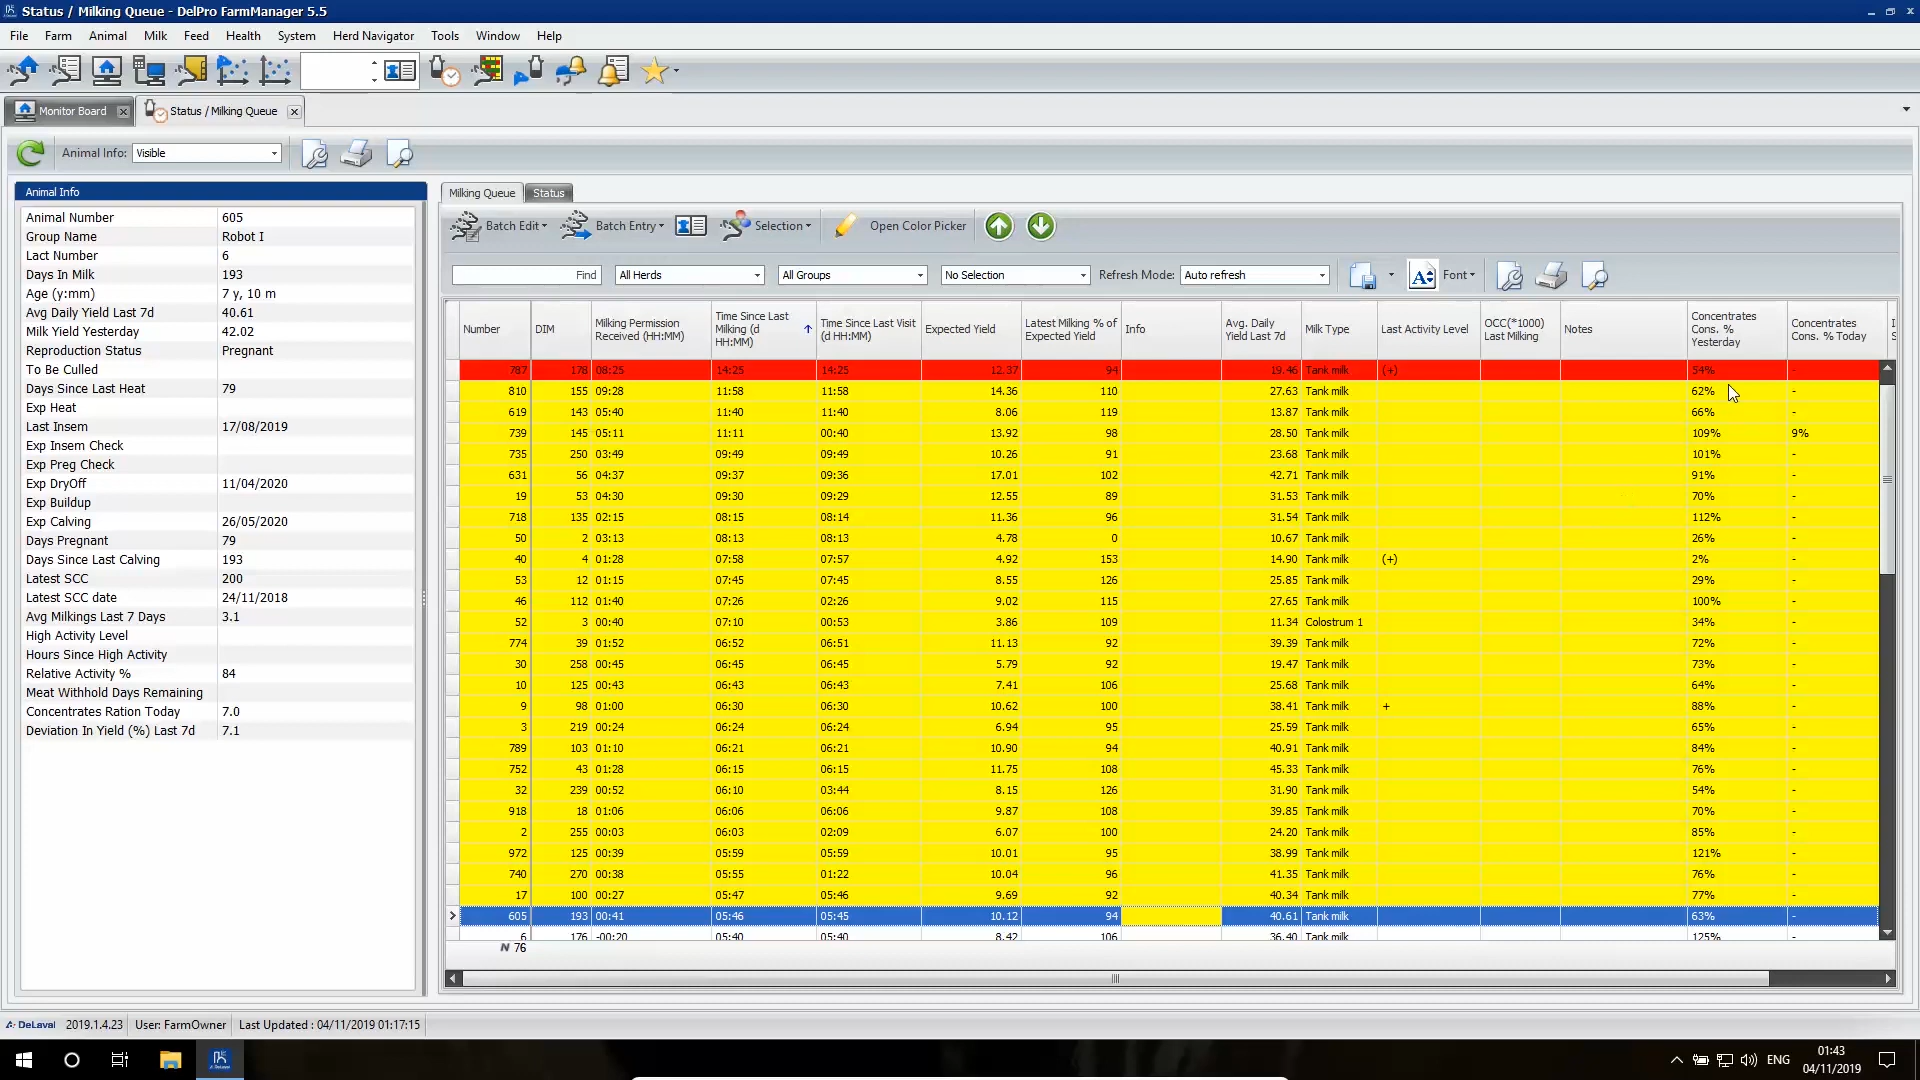 Status / Milking Queue - DelPro FarmManager 5.5
File Farm Animal Milk Feed Health System Herd Navigator Tools Window Help
Monitor Board Status / Milking Queue
Animal Info: Visible
Animal Info
Animal Number 605
Group Name Robot I
Lact Number 6
Days In Milk 193
Age (y:mm) 7 y, 10 m
Avg Daily Yield Last 7d 40.61
Milk Yield Yesterday 42.02
Reproduction Status Pregnant
To Be Culled
Days Since Last Heat 79
Exp Heat
Last Insem 17/08/2019
Exp Insem Check
Exp Preg Check
Exp DryOff 11/04/2020
Exp Buildup
Exp Calving 26/05/2020
Days Pregnant 79
Days Since Last Calving 193
Latest SCC 200
Latest SCC date 24/11/2018
Avg Milkings Last 7 Days 3.1
High Activity Level
Hours Since High Activity
Relative Activity % 84
Meat Withhold Days Remaining
Concentrates Ration Today 7.0
Deviation In Yield (%) Last 7d 7.1
Milking Queue Status
Batch Edit Batch Entry Selection Open Color Picker
Find All Herds All Groups No Selection Refresh Mode: Auto refresh A Font
Number DIM Milking Permission Received (HH:MM) Time Since Last Milking (d HH:MM) Time Since Last Visit (d HH:MM) Expected Yield Latest Milking % of Expected Yield Info Avg. Daily Yield Last 7d Milk Type Last Activity Level OCC(*1000) Last Milking Notes Concentrates Cons. % Yesterday Concentrates Cons. % Today
787 178 08:25 14:25 14:25 12.37 94 19.46 Tank milk (+) 54% -
810 155 09:28 11:58 11:58 14.36 110 27.63 Tank milk 62% -
619 143 05:40 11:40 11:40 8.06 119 13.87 Tank milk 66% -
739 145 05:11 11:11 00:40 13.92 98 28.50 Tank milk 109% 9%
735 250 03:49 09:49 09:49 10.26 91 23.68 Tank milk 101% -
631 56 04:37 09:37 09:36 17.01 102 42.71 Tank milk 91% -
19 53 04:30 09:30 09:29 12.55 89 31.53 Tank milk 70% -
718 135 02:15 08:15 08:14 11.36 96 31.54 Tank milk 112% -
50 2 03:13 08:13 08:13 4.78 0 10.67 Tank milk 26% -
40 4 01:28 07:58 07:57 4.92 153 14.90 Tank milk (+) 2% -
53 12 01:15 07:45 07:45 8.55 126 25.85 Tank milk 29% -
46 112 01:40 07:26 02:26 9.02 115 27.65 Tank milk 100% -
52 3 00:40 07:10 00:53 3.86 109 11.34 Colostrum 1 34% -
774 39 01:52 06:52 06:51 11.13 92 39.39 Tank milk 72% -
30 258 00:45 06:45 06:45 5.79 92 19.47 Tank milk 73% -
10 125 00:43 06:43 06:43 7.41 106 25.68 Tank milk 64% -
9 98 01:00 06:30 06:30 10.62 100 38.41 Tank milk + 88% -
3 219 00:24 06:24 06:24 6.94 95 25.59 Tank milk 65% -
789 103 01:10 06:21 06:21 10.90 94 40.91 Tank milk 84% -
752 43 01:28 06:15 06:15 11.75 108 45.33 Tank milk 76% -
32 239 00:52 06:10 03:44 8.15 126 31.90 Tank milk 54% -
918 18 01:06 06:06 06:06 9.87 108 39.85 Tank milk 70% -
2 255 00:03 06:03 02:09 6.07 100 24.20 Tank milk 85% -
972 125 00:39 05:59 05:59 10.01 95 38.99 Tank milk 121% -
740 270 00:38 05:55 01:22 10.04 96 41.35 Tank milk 76% -
17 100 00:27 05:47 05:46 9.69 92 40.34 Tank milk 77% -
605 193 00:41 05:46 05:45 10.12 94 40.61 Tank milk 63% -
6 176 -00:20 05:40 05:40 8.42 106 36.40 Tank milk 125% -
N 76
DeLaval 2019.1.4.23 User: FarmOwner Last Updated : 04/11/2019 01:17:15
ENG 01:43
04/11/2019